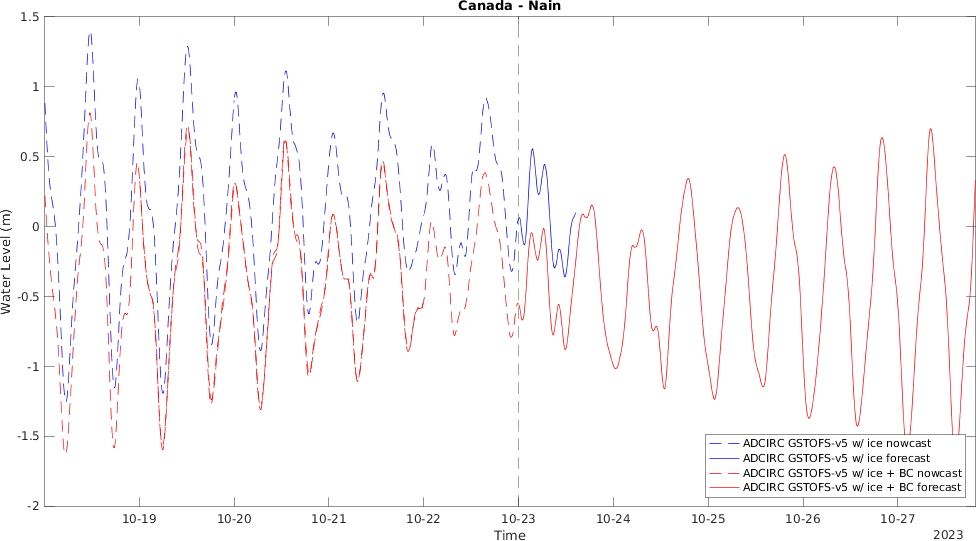 Canada - Nain
1.5
1
0.5
0
-0.5
-1
-1.5
-2
Water Level (m)
10-19 10-20 10-21 10-22 10-23 10-24 10-25 10-26 10-27
Time
2023
ADCIRC GSTOFS-v5 w/ ice nowcast
ADCIRC GSTOFS-v5 w/ ice forecast
ADCIRC GSTOFS-v5 w/ ice + BC nowcast
ADCIRC GSTOFS-v5 w/ ice + BC forecast